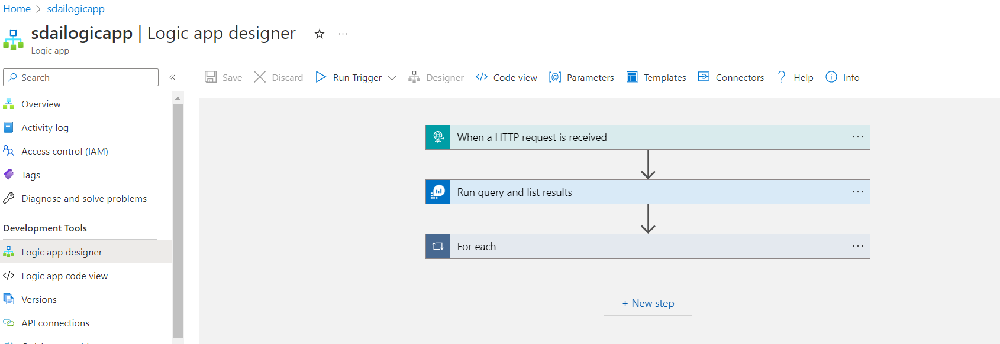 Home > sdailogicapp
sdailogicapp | Logic app designer
Logic app
Search
Save Discard Run Trigger Designer Code view Parameters Templates Connectors Help Info
Overview
Activity log
Access control (IAM)
Tags
Diagnose and solve problems
Development Tools
Logic app designer
Logic app code view
Versions
API connections
When a HTTP request is received
Run query and list results
For each
+ New step